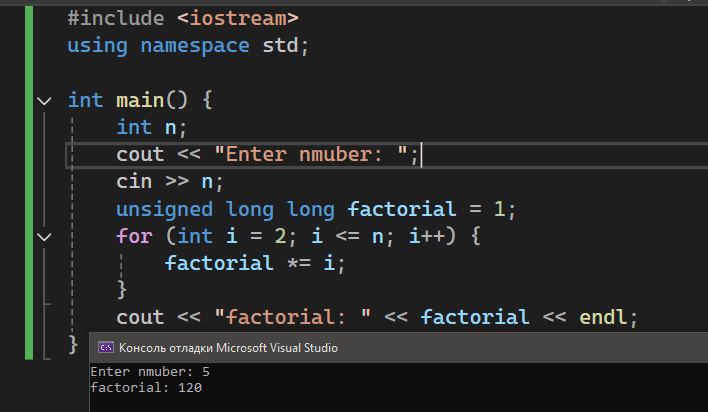 #include <iostream>
using namespace std;
int main() {
int n;
cout << "Enter nmuber: ";
cin >> n;
unsigned long long factorial = 1;
for (int i = 2; i <= n; i++) {
factorial *= i;
}
cout << "factorial: " << factorial << endl;
}
C:\ Консоль отладки Microsoft Visual Studio
Enter nmuber: 5
factorial: 120